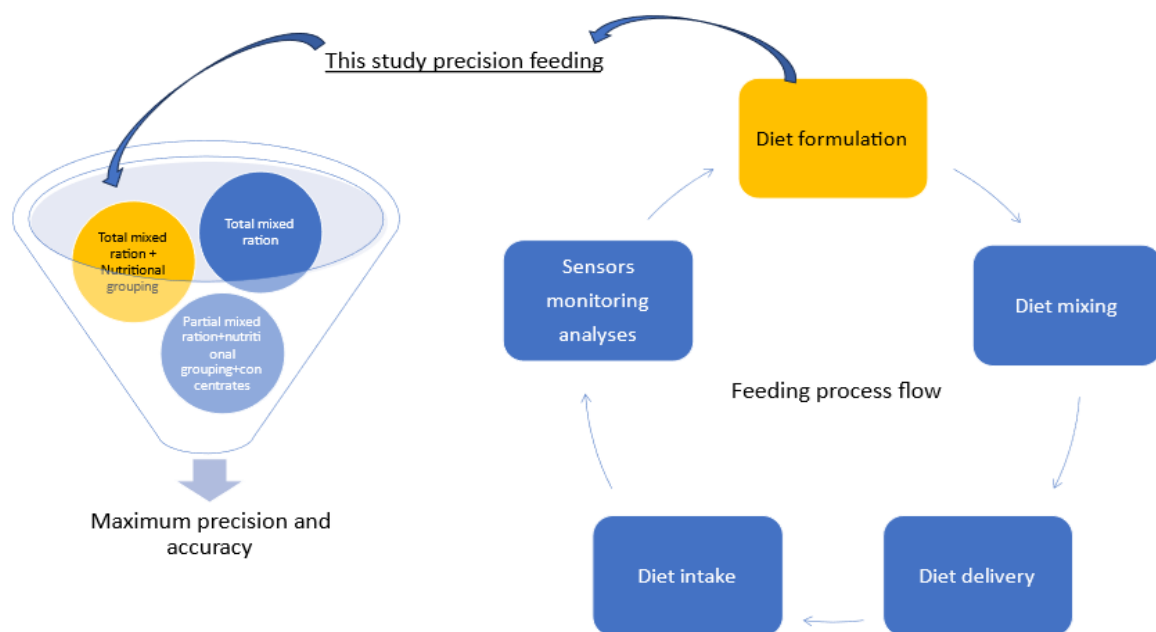 This study precision feeding
Diet formulation
Total mixed
ration
Total mixed
ration +
Nutritional
grouping
Partial mixed
ration+nutriti
onal
grouping+con
centrates
Maximum precision and
accuracy
Sensors
monitoring
analyses
Diet mixing
Feeding process flow
Diet intake
Diet delivery